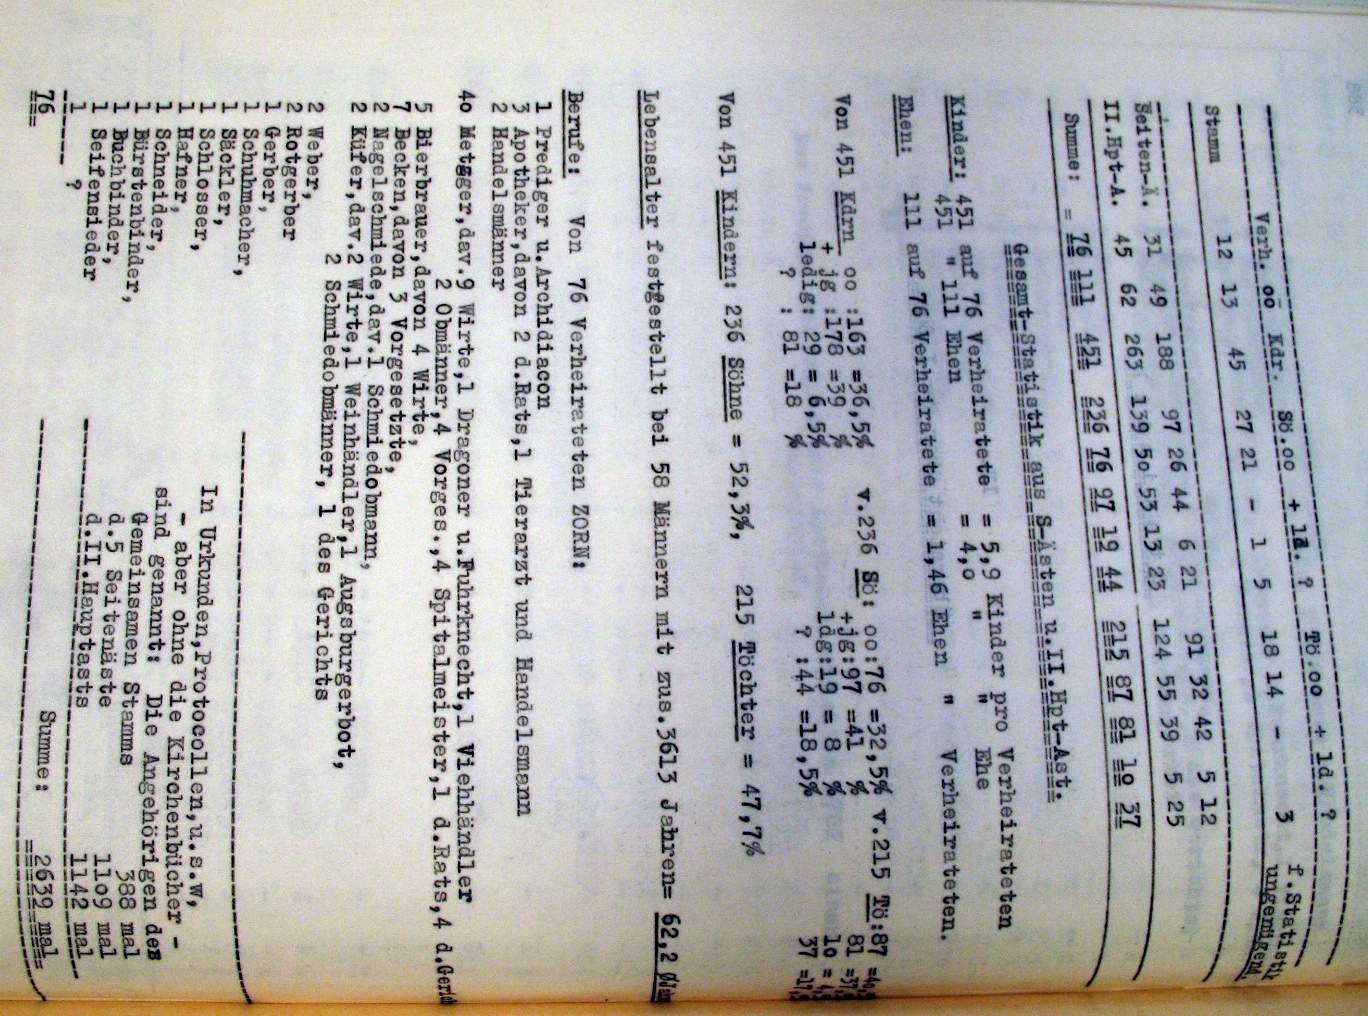 Verh. oo Kdr. Sö.oo + ld. ? Tö.oo + ld. ?
f.Statistik
Stamm 12 13 45 27 21 - 1 5 18 14 - - 3 ungenügend
Seiten-Ä. 31 49 188 97 26 44 6 21 91 32 42 5 12
II.Hpt-A. 45 62 263 139 50 53 13 23 124 55 39 5 25
Summe: = 76 111 451 236 76 97 19 44 215 87 81 10 37
Gesamt-Statistik aus S-Ästen u.II.Hpt-Ast.
Kinder: 451 auf 76 Verheiratete = 5,9 Kinder pro Verheirateten
451 " 111 Ehen = 4,0 " " Ehe
Ehen: 111 auf 76 Verheiratete = 1,46 Ehen " Verheirateten.
Von 451 Kdrn oo :163 =36,5% v.236 Sö: oo:76 =32,5% v.215 Tö:87
+ jg :178 =39 % +jg:97 =41 % 81
ledig: 29 = 6,5% ldg:19 = 8 % lo
? : 81 =18 % ? :44 =18,5% 37
Von 451 Kindern: 236 Söhne = 52,3%, 215 Töchter = 47,7%
Lebensalter festgestellt bei 58 Männern mit zus.3613 Jahren= 62,2
Berufe: Von 76 Verheirateten ZORN:
1 Prediger u.Archidiacon
3 Apotheker,davon 2 d.Rats,1 Tierarzt und Handelsmann
2 Handelsmänner
4o Metzger,dav.9 Wirte,1 Dragoner u.Fuhrknecht,1 Viehhändler
2 Obmänner,4 Vorges.,4 Spitalmeister,1 d.Rats,4
5 Bierbrauer,davon 4 Wirte,
7 Becken,davon 3 Vorgesetzte,
2 Nagelschmiede,dav.1 Schmiedobmann,
2 Küfer,dav.2 Wirte,1 Weinhändler,1 Augsburgerbot,
2 Schmiedobmänner, 1 des Gerichts
2 Weber,
2 Rotgerber
1 Gerber,
1 Schuhmacher,
1 Säckler,
1 Schlosser,
1 Hafner,
1 Schneider,
1 Bürstenbinder,
1 Buchbinder,
1 Seifensieder
1 ?
76
In Urkunden,Protocollen,u.s.w,
- aber ohne die Kirchenbücher -
sind genannt: Die Angehörigen des
Gemeinsamen Stamms 388 mal
d.5 Seitenäste 11o9 mal
d.II.Hauptasts 1142 mal
Summe: 2639 mal